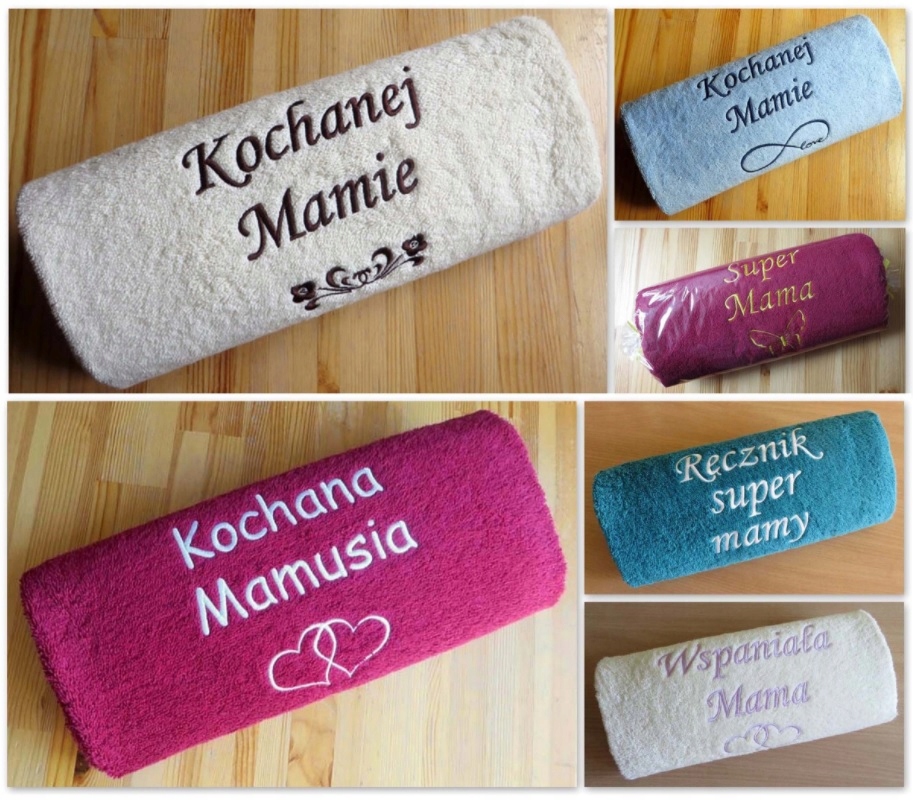 Kochanej
Mamie
Kochanej
Mamie
love
Super
Mama
Kochana
Mamusia
Ręcznik
super
mamy
Wspaniała
Mama